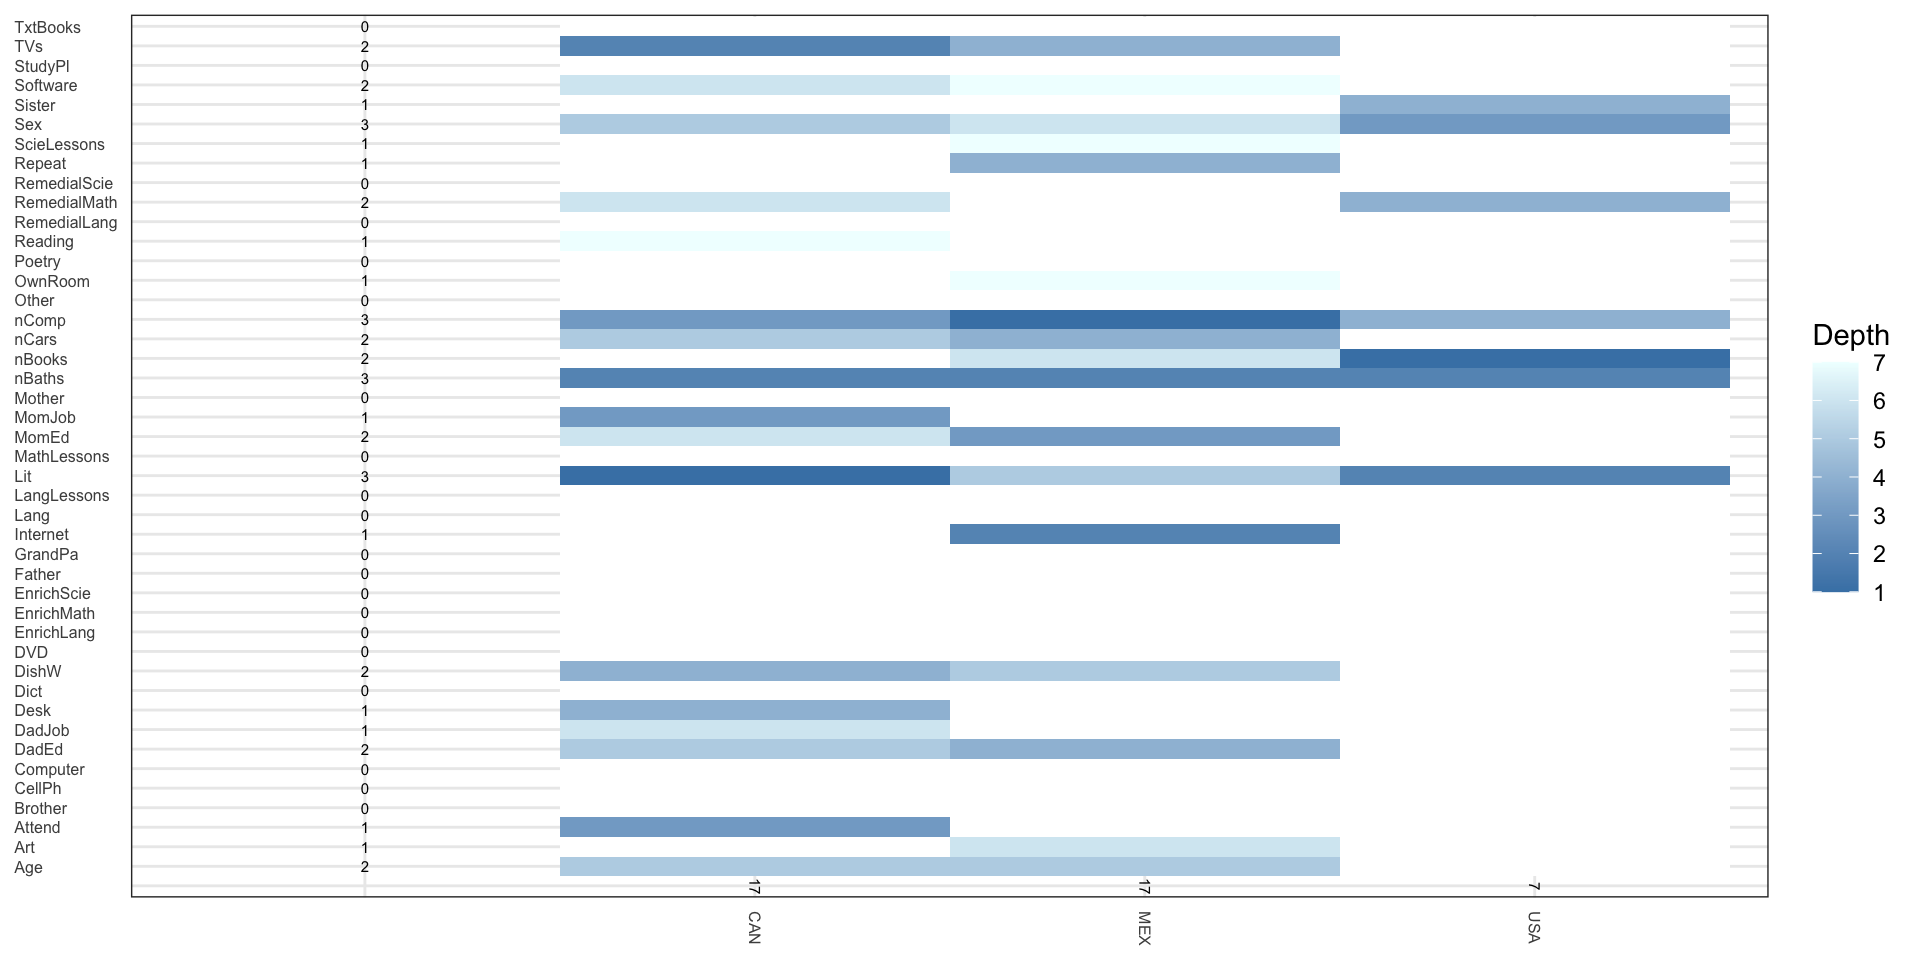 TxtBooks 0
TVs 2
StudyPl 0
Software 2
Sister 1
Sex 3
ScieLessons 1
Repeat 1
RemedialScie 0
RemedialMath 2
RemedialLang 0
Reading 1
Poetry 0
OwnRoom 1
Other 0
nComp 3
nCars 2
nBooks 2
nBaths 3
Mother 0
MomJob 1
MomEd 2
MathLessons 0
Lit 3
LangLessons 0
Lang 0
Internet 1
GrandPa 0
Father 0
EnrichScie 0
EnrichMath 0
EnrichLang 0
DVD 0
DishW 2
Dict 0
Desk 1
DadJob 1
DadEd 2
Computer 0
CellPh 0
Brother 0
Attend 1
Art 1
Age 2
17 17 7
CAN MEX USA
Depth
7
6
5
4
3
2
1